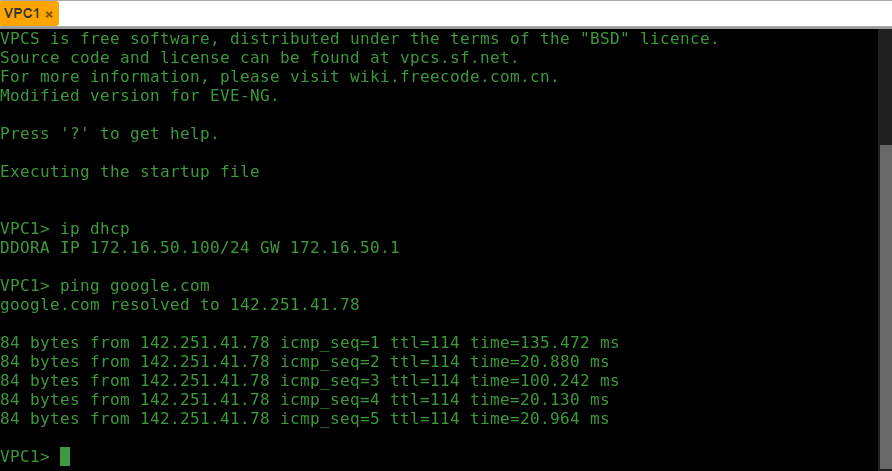 VPC1 ×
VPCS is free software, distributed under the terms of the "BSD" licence.
Source code and license can be found at vpcs.sf.net.
For more information, please visit wiki.freecode.com.cn.
Modified version for EVE-NG.
Press '?' to get help.
Executing the startup file
VPC1> ip dhcp
DDORA IP 172.16.50.100/24 GW 172.16.50.1
VPC1> ping google.com
google.com resolved to 142.251.41.78
84 bytes from 142.251.41.78 icmp_seq=1 ttl=114 time=135.472 ms
84 bytes from 142.251.41.78 icmp_seq=2 ttl=114 time=20.880 ms
84 bytes from 142.251.41.78 icmp_seq=3 ttl=114 time=100.242 ms
84 bytes from 142.251.41.78 icmp_seq=4 ttl=114 time=20.130 ms
84 bytes from 142.251.41.78 icmp_seq=5 ttl=114 time=20.964 ms
VPC1>